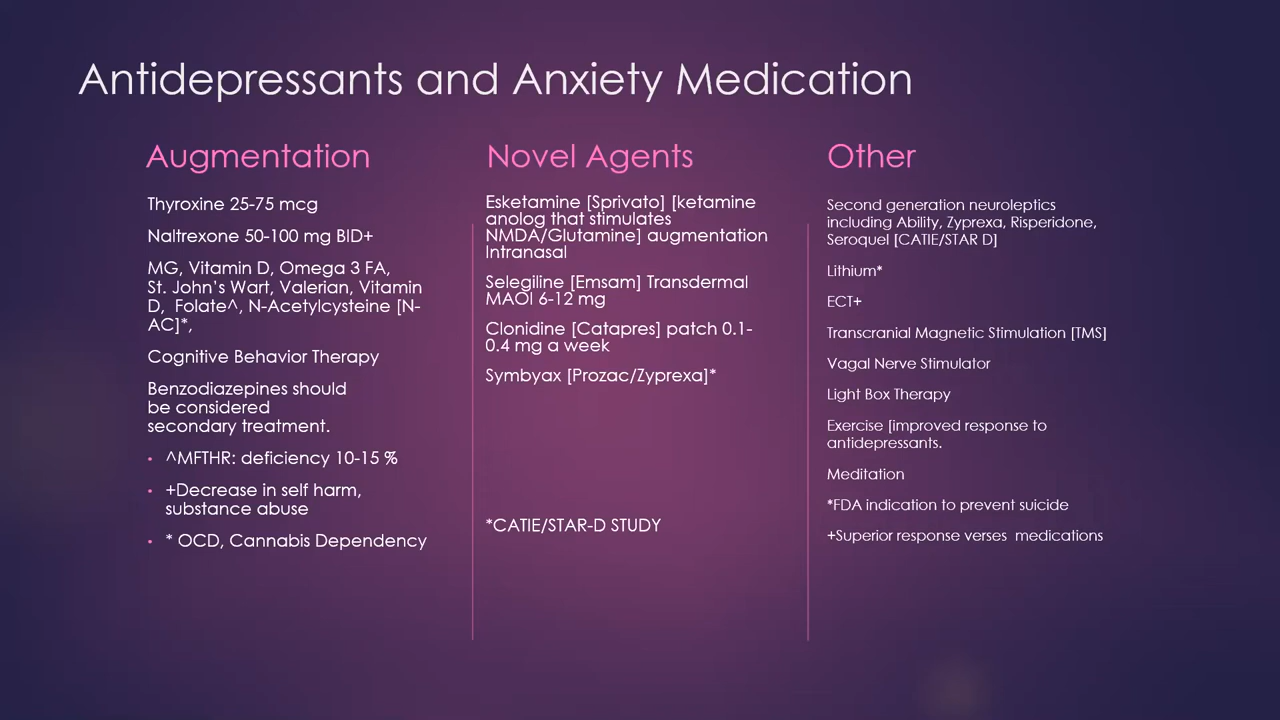 Antidepressants and Anxiety Medication
Augmentation
Thyroxine 25-75 mcg
Naltrexone 50-100 mg BID+
MG, Vitamin D, Omega 3 FA,
St. John's Wart, Valerian, Vitamin
D,  Folate^, N-Acetylcysteine [N-
AC]*,
Cognitive Behavior Therapy
Benzodiazepines should
be considered
secondary treatment.
• ^MFTHR: deficiency 10-15 %
• +Decrease in self harm,
substance abuse
• * OCD, Cannabis Dependency
Novel Agents
Esketamine [Sprivato] [ketamine
anolog that stimulates
NMDA/Glutamine] augmentation
Intranasal
Selegiline [Emsam] Transdermal
MAOI 6-12 mg
Clonidine [Catapres] patch 0.1-
0.4 mg a week
Symbyax [Prozac/Zyprexa]*
*CATIE/STAR-D STUDY
Other
Second generation neuroleptics
including Ability, Zyprexa, Risperidone,
Seroquel [CATIE/STAR D]
Lithium*
ECT+
Transcranial Magnetic Stimulation [TMS]
Vagal Nerve Stimulator
Light Box Therapy
Exercise [improved response to
antidepressants.
Meditation
*FDA indication to prevent suicide
+Superior response verses  medications